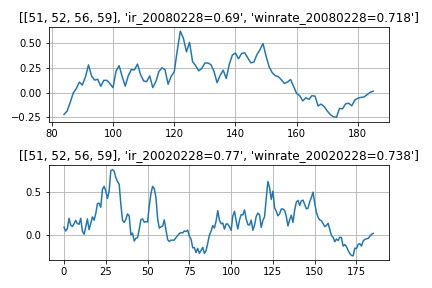 [[51, 52, 56, 59], 'ir_20080228=0.69', 'winrate_20080228=0.718']
0.50
0.25
0.00
−0.25
80 100 120 140 160 180
[[51, 52, 56, 59], 'ir_20020228=0.77', 'winrate_20020228=0.738']
0.5
0.0
0 25 50 75 100 125 150 175